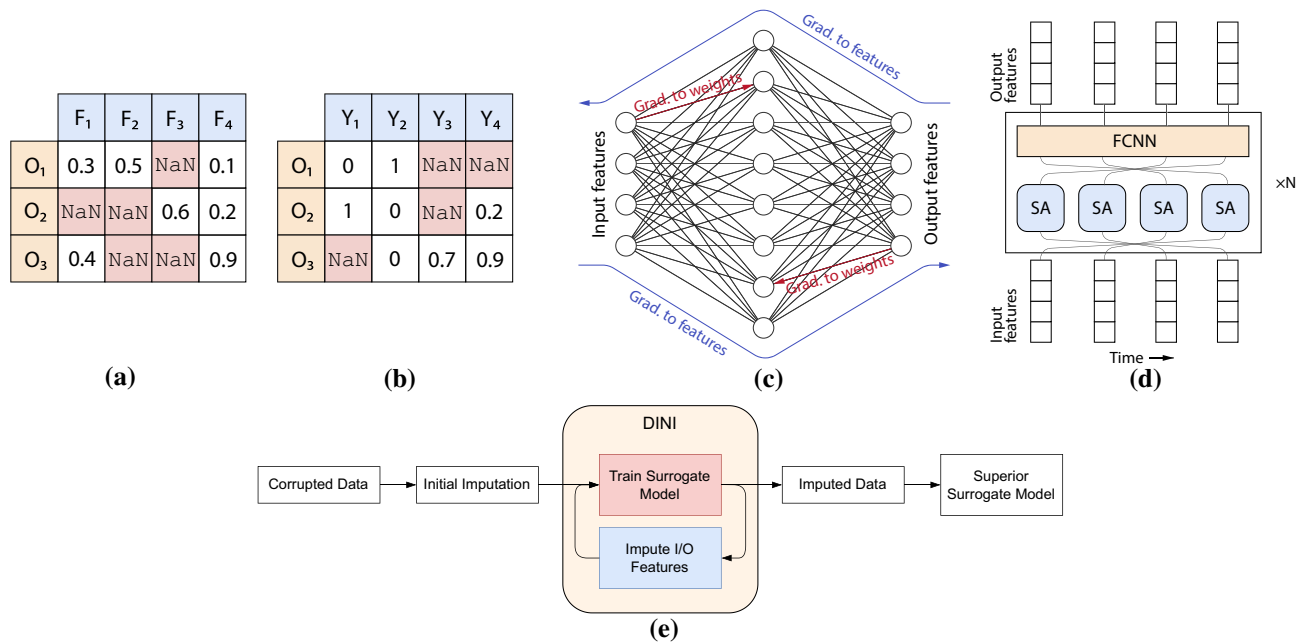 F1 F2 F3 F4
O1 0.3 0.5 NaN 0.1
O2 NaN NaN 0.6 0.2
O3 0.4 NaN NaN 0.9
(a)
Y1 Y2 Y3 Y4
O1 0 1 NaN NaN
O2 1 0 NaN 0.2
O3 NaN 0 0.7 0.9
(b)
Grad. to features
Grad. to weights
Input features
Output features
Grad. to weights
Grad. to features
(c)
Output
features
FCNN
SA SA SA SA
×N
Input
features
Time
(d)
DINI
Corrupted Data
Initial Imputation
Train Surrogate
Model
Impute I/O
Features
Imputed Data
Superior
Surrogate Model
(e)